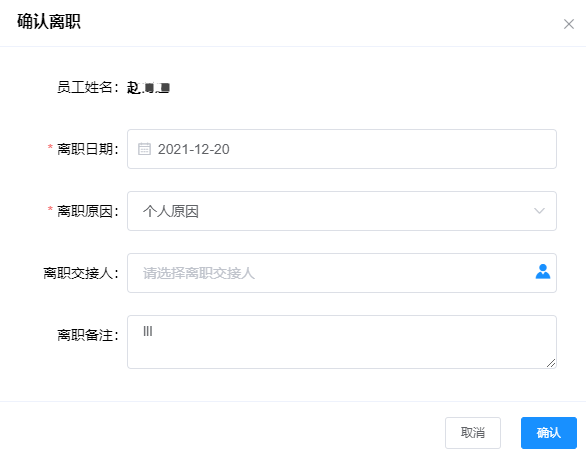 确认离职
员工姓名：
* 离职日期： 2021-12-20
* 离职原因： 个人原因
离职交接人： 请选择离职交接人
离职备注： lll
取消 确认